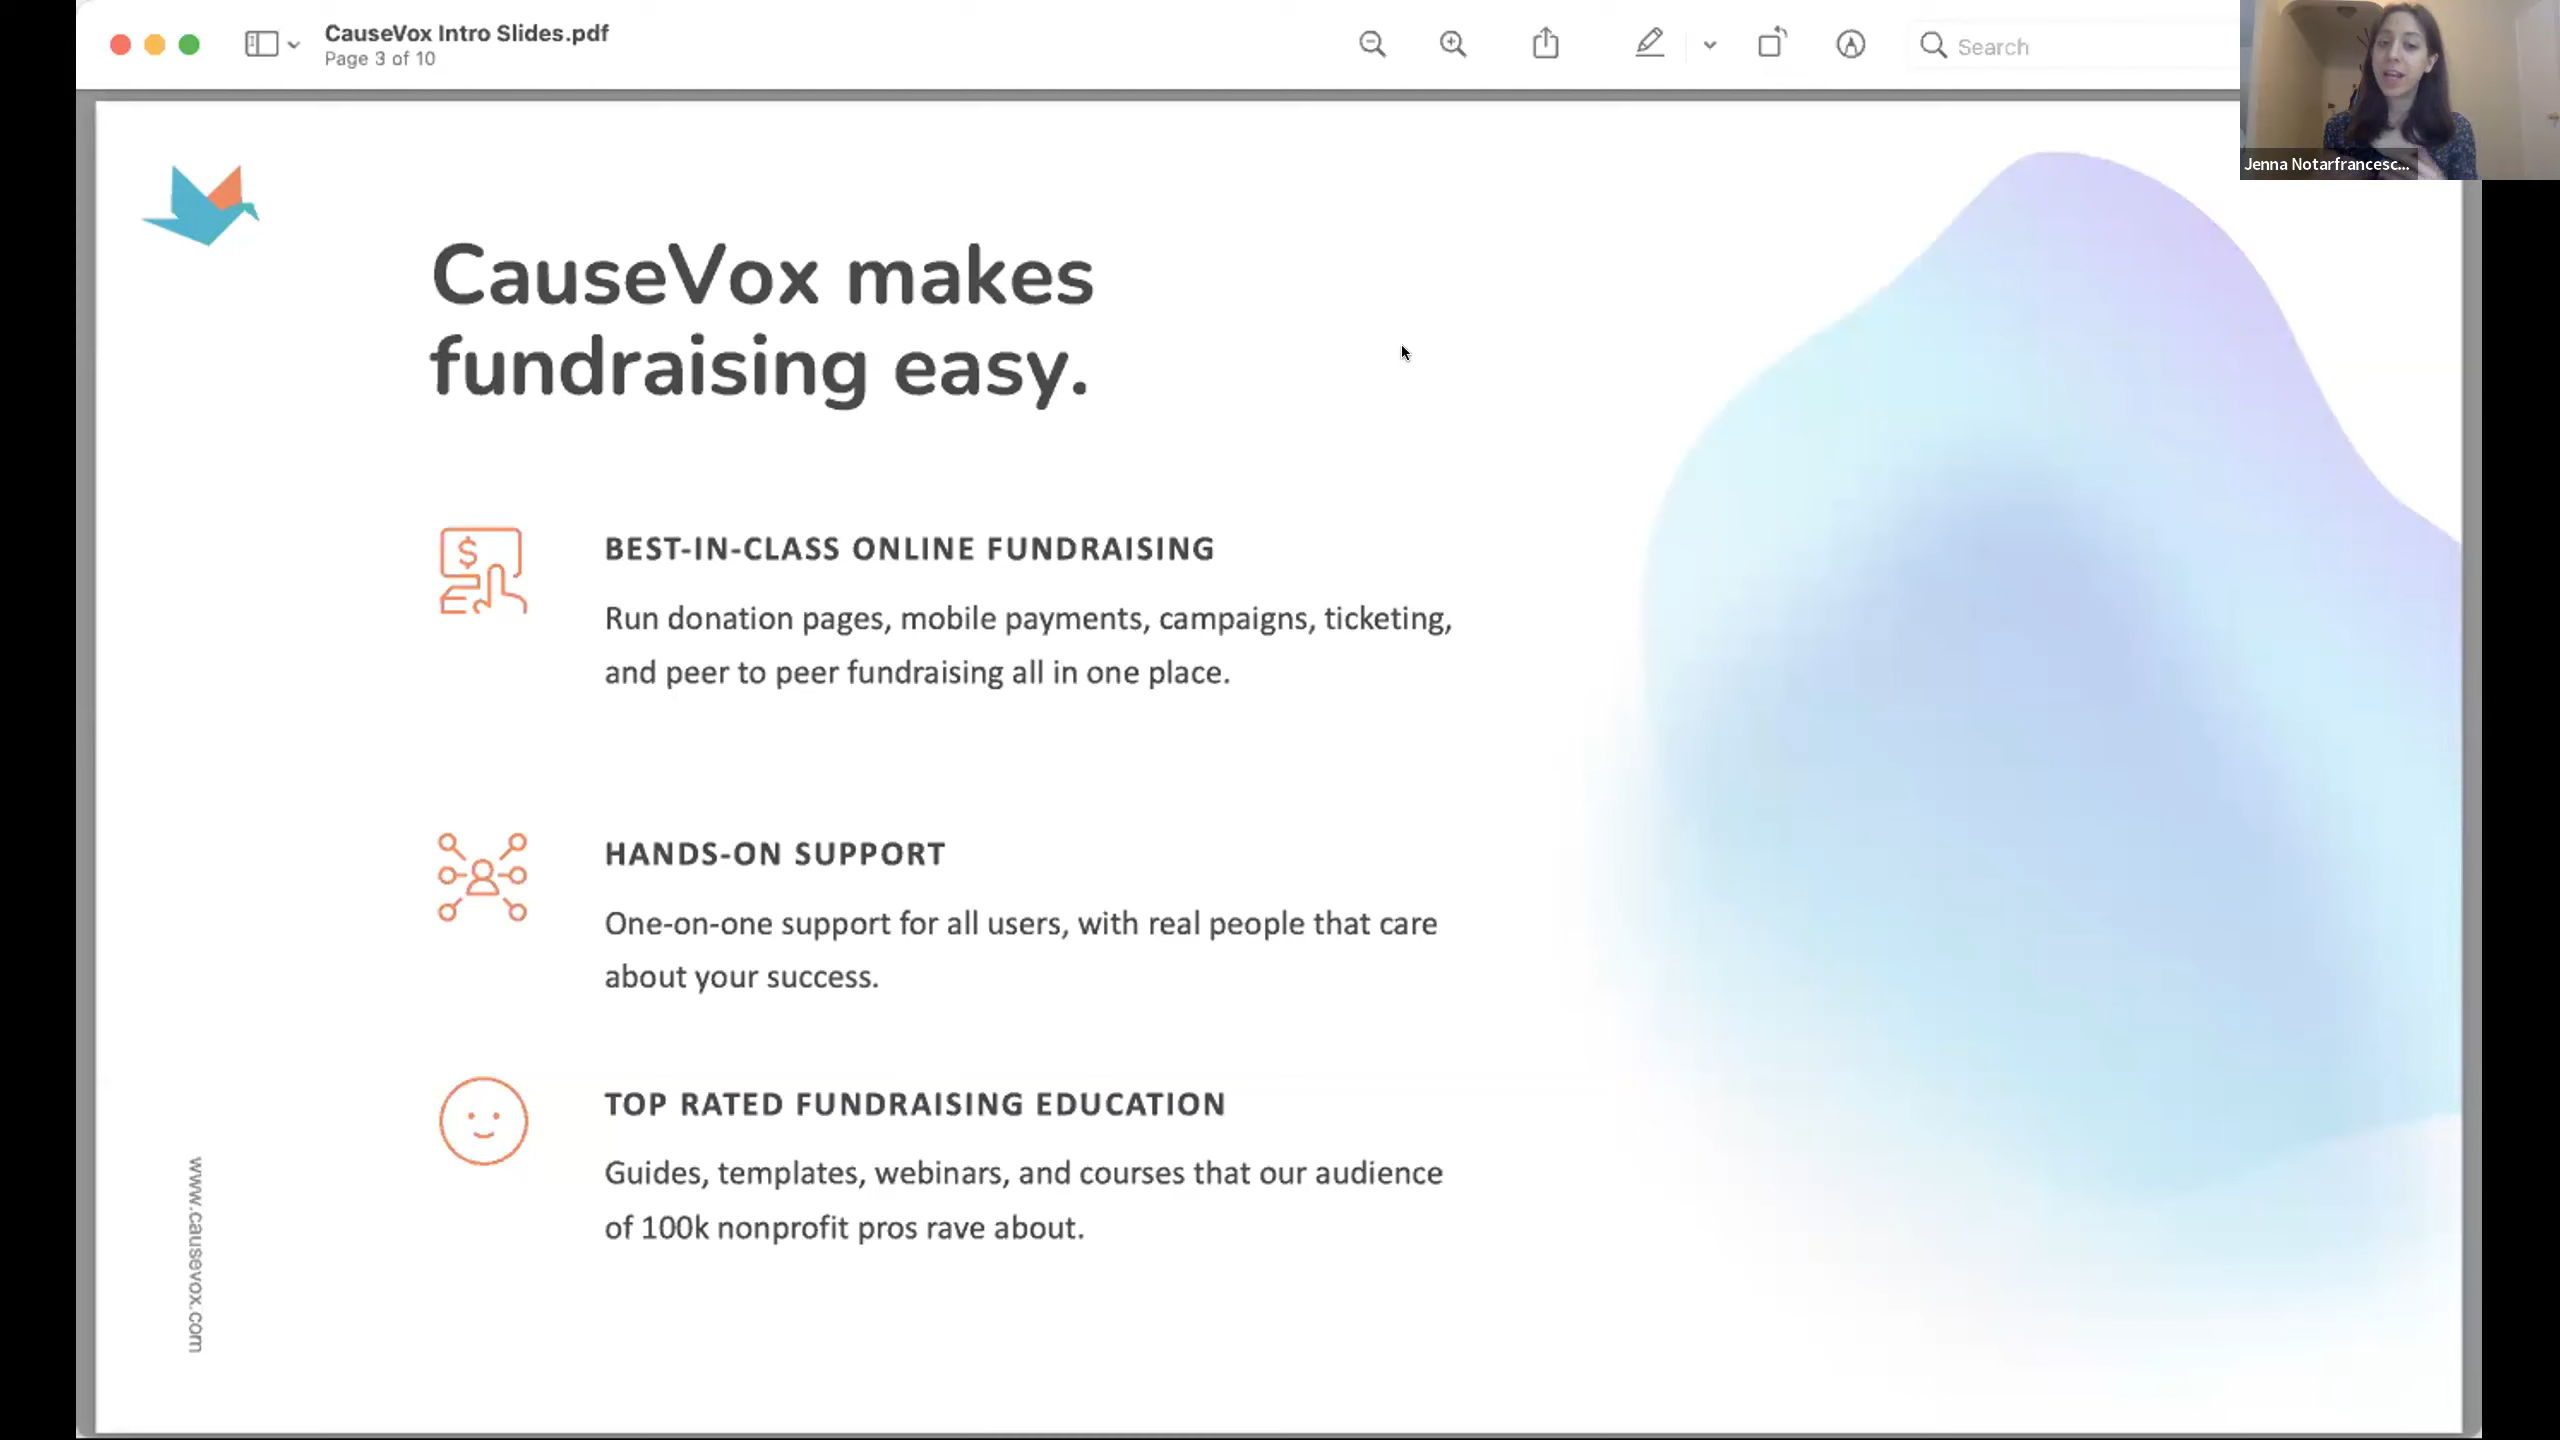 CauseVox Intro Slides.pdf
Page 3 of 10
Search
Jenna Notarfrancesc...
CauseVox makes
fundraising easy.
BEST-IN-CLASS ONLINE FUNDRAISING
Run donation pages, mobile payments, campaigns, ticketing,
and peer to peer fundraising all in one place.
HANDS-ON SUPPORT
One-on-one support for all users, with real people that care
about your success.
TOP RATED FUNDRAISING EDUCATION
Guides, templates, webinars, and courses that our audience
of 100k nonprofit pros rave about.
www.causevox.com